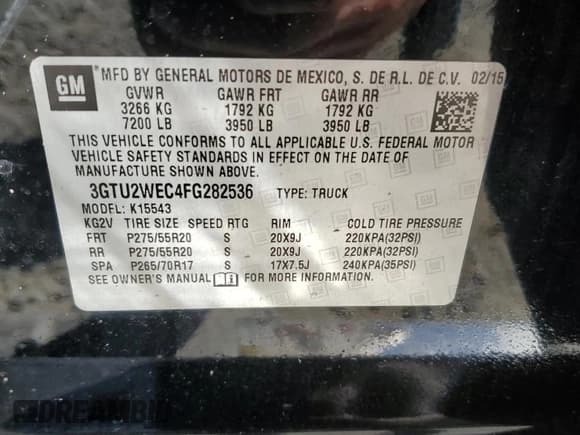 GM
MFD BY GENERAL MOTORS DE MEXICO, S. DE R.L. DE C.V. 02/15
GVWR GAWR FRT GAWR RR
3266 KG 1792 KG 1792 KG
7200 LB 3950 LB 3950 LB
THIS VEHICLE CONFORMS TO ALL APPLICABLE U.S. FEDERAL MOTOR
VEHICLE SAFETY STANDARDS IN EFFECT ON THE DATE OF
MANUFACTURE SHOWN ABOVE.
3GTU2WEC4FG282536 TYPE: TRUCK
MODEL: K15543
KG2V TIRE SIZE SPEED RTG RIM COLD TIRE PRESSURE
FRT P275/55R20 S 20X9J 220KPA(32PSI)
RR P275/55R20 S 20X9J 220KPA(32PSI)
SPA P265/70R17 S 17X7.5J 240KPA(35PSI)
SEE OWNER'S MANUAL FOR MORE INFORMATION.
DREAMBID